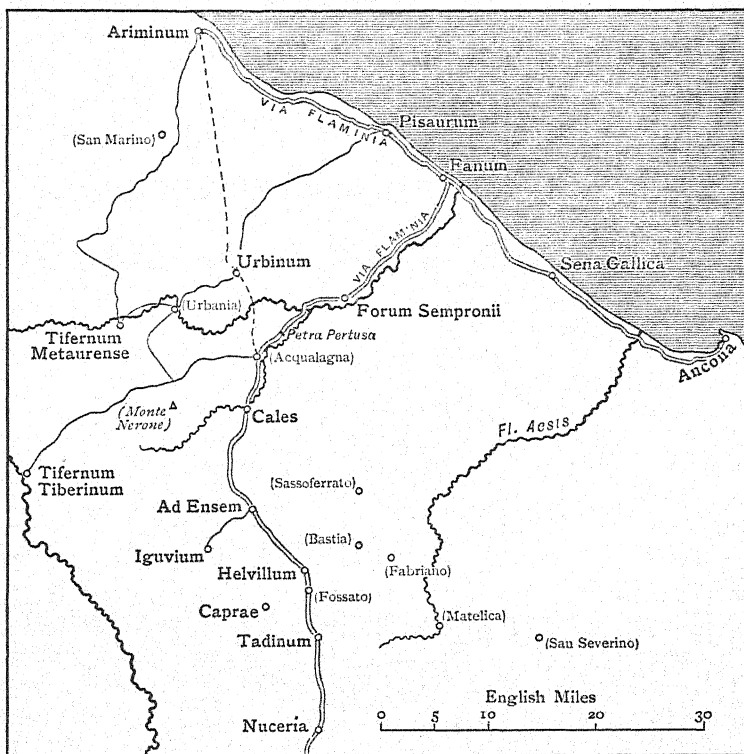 Ariminum
VIA FLAMINIA
(San Marino)
Pisaurum
Fanum
VIA FLAMINIA
Urbinum
Sena Gallica
(Urbania)
Forum Sempronii
Tifernum
Metaurense
Petra Pertusa
(Acqualagna)
Ancona
(Monte
Nerone)
Cales
Fl. Aesis
Tifernum
Tiberinum
(Sassoferrato)
Ad Ensem
(Bastia)
Iguvium
(Fabriano)
Helvillum
(Fossato)
Caprae
(Matelica)
Tadinum
(San Severino)
English Miles
0 5 10 20 30
Nuceria